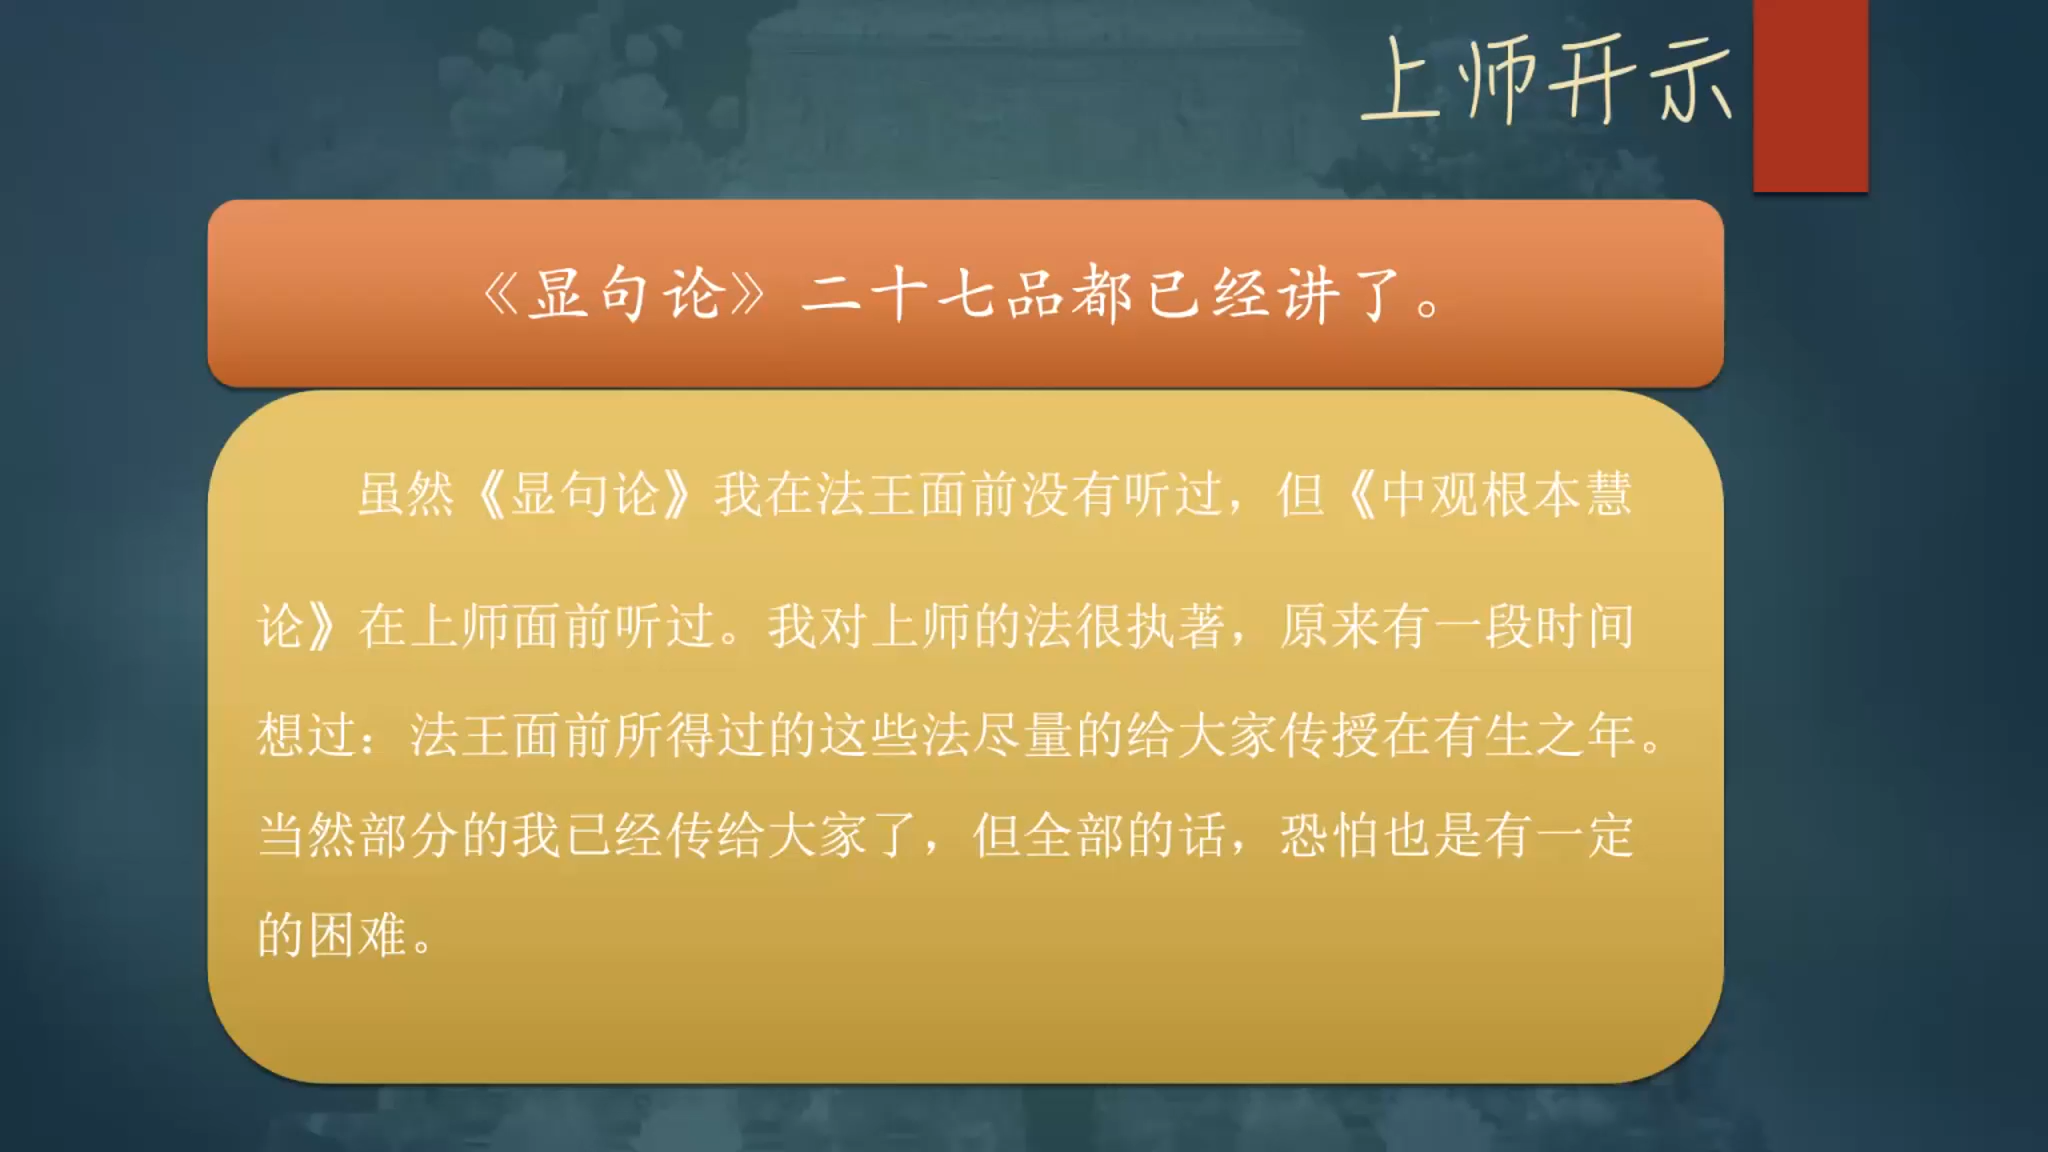 上师开示
《显句论》二十七品都已经讲了。
虽然《显句论》我在法王面前没有听过，但《中观根本慧
论》在上师面前听过。我对上师的法很执著，原来有一段时间
想过：法王面前所得过的这些法尽量的给大家传授在有生之年。
当然部分的我已经传给大家了，但全部的话，恐怕也是有一定
的困难。